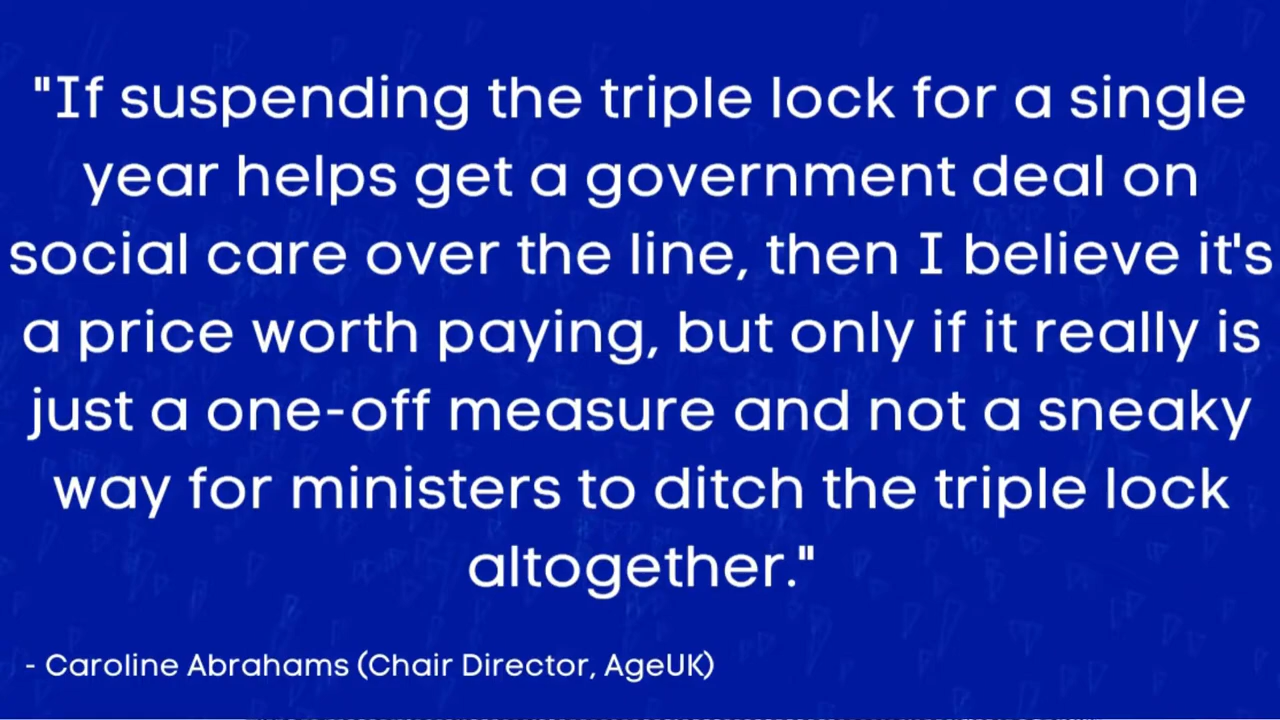 "If suspending the triple lock for a single
year helps get a government deal on
social care over the line, then I believe it's
a price worth paying, but only if it really is
just a one-off measure and not a sneaky
way for ministers to ditch the triple lock
altogether."
- Caroline Abrahams (Chair Director, AgeUK)